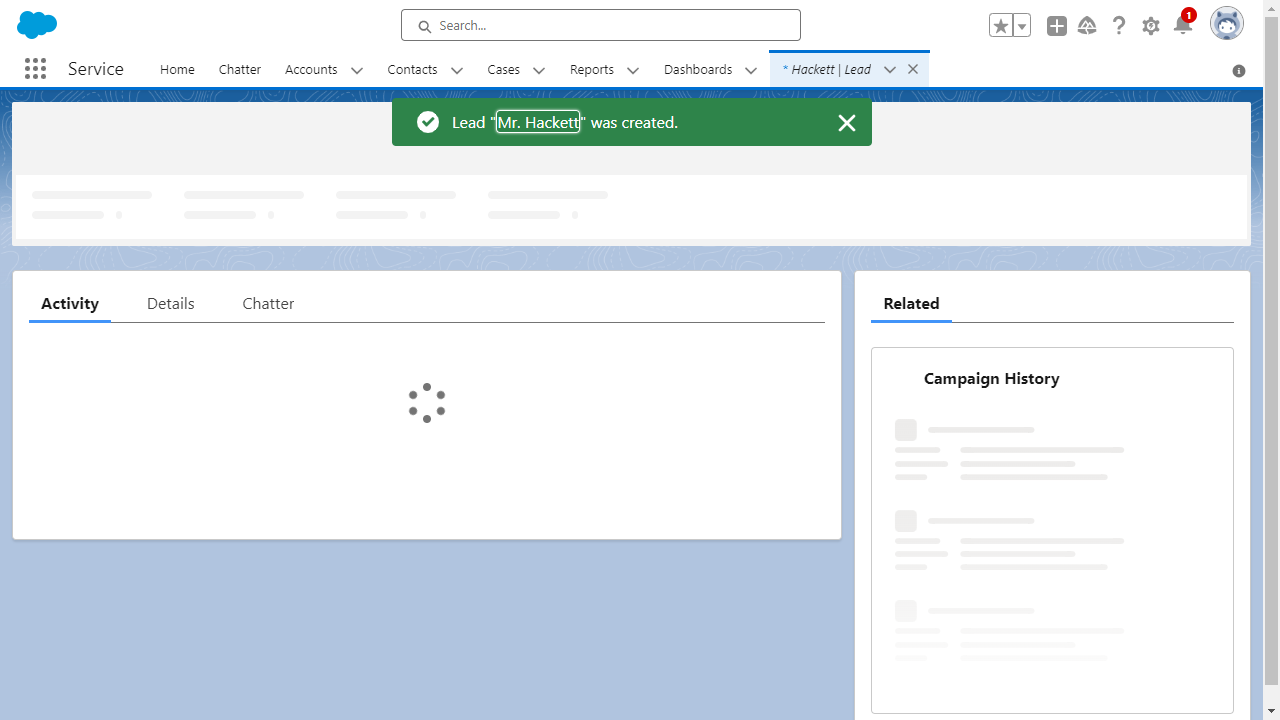 Search...
1
Service
Home
Chatter
Accounts
Contacts
Cases
Reports
Dashboards
* Hackett | Lead
Lead "Mr. Hackett" was created.
Activity
Details
Chatter
Related
Campaign History